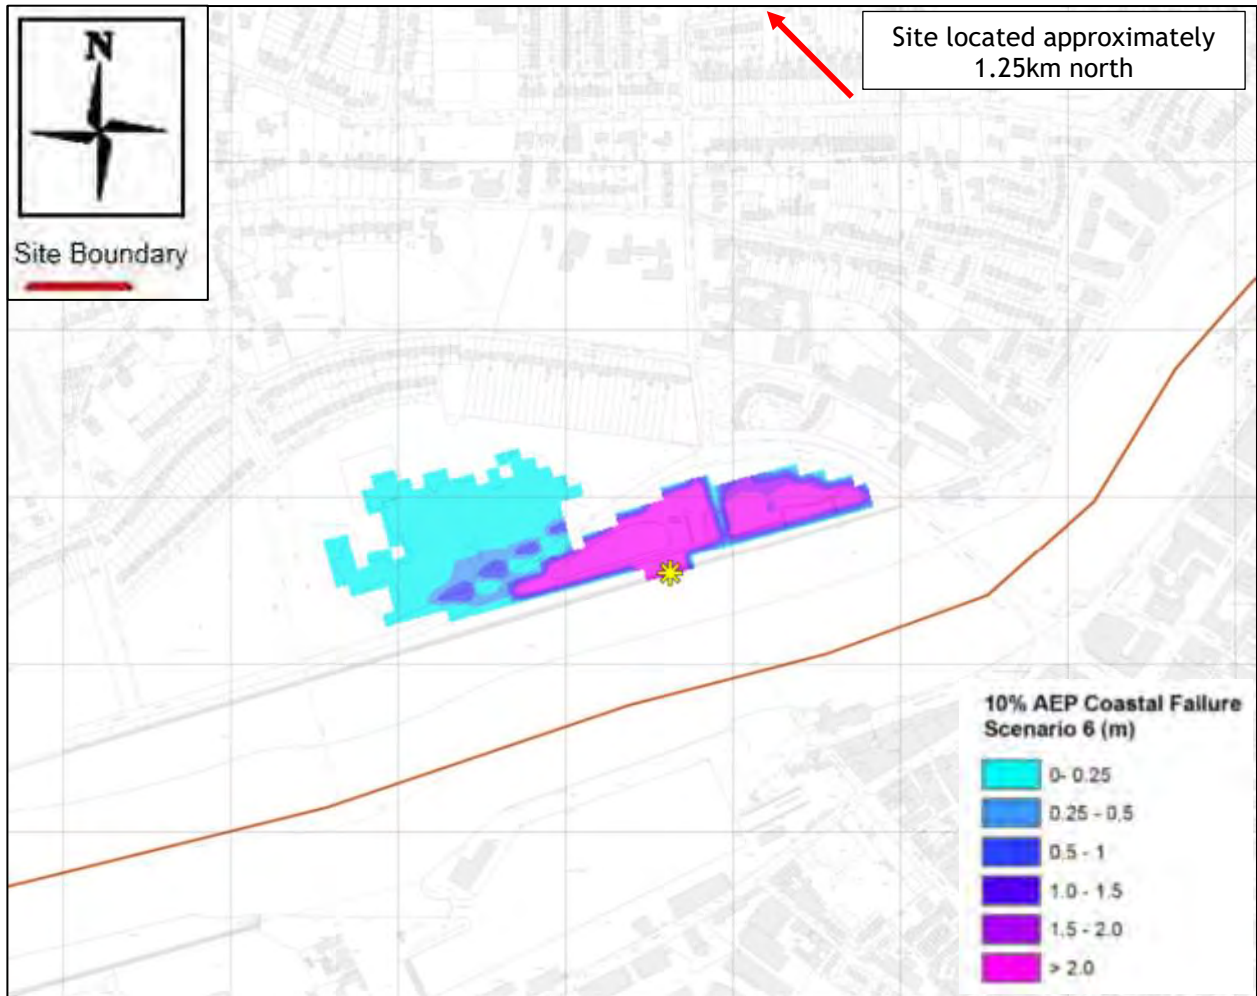 N
Site Boundary
Site located approximately
1.25km north
10% AEP Coastal Failure
Scenario 6 (m)
0- 0.25
0.25 - 0.5
0.5 - 1
1.0 - 1.5
1.5 - 2.0
> 2.0